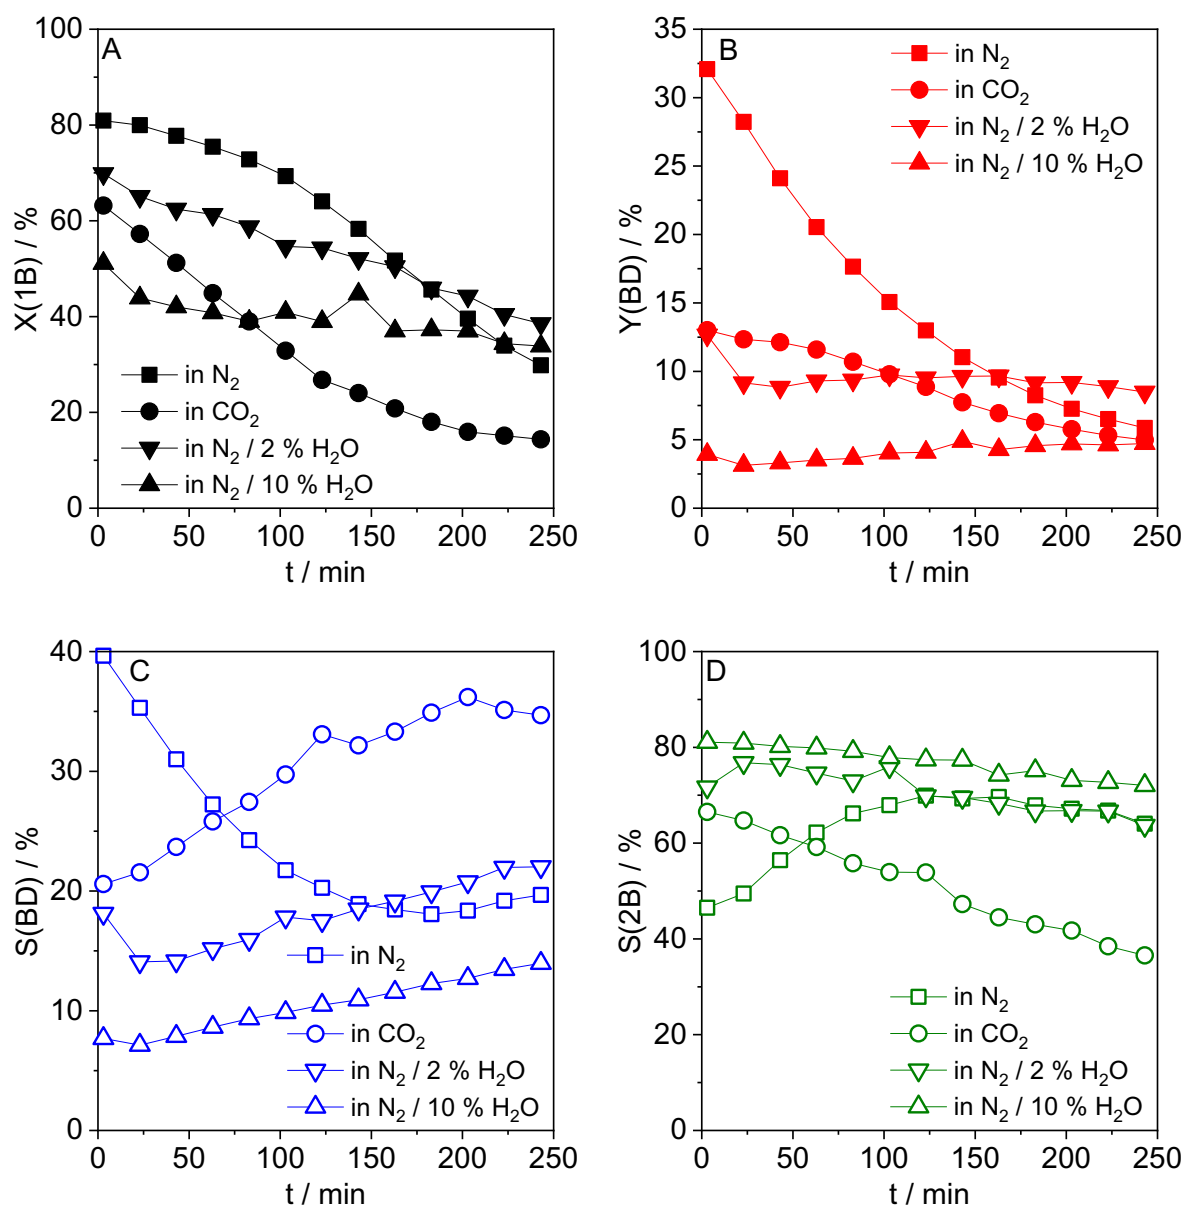 A
X(1B) / %
100
80
60
40
20
0
in N₂
in CO₂
in N₂ / 2 % H₂O
in N₂ / 10 % H₂O
0 50 100 150 200 250
t / min
B
Y(BD) / %
35
30
25
20
15
10
5
0
in N₂
in CO₂
in N₂ / 2 % H₂O
in N₂ / 10 % H₂O
0 50 100 150 200 250
t / min
C
S(BD) / %
40
30
20
10
0
in N₂
in CO₂
in N₂ / 2 % H₂O
in N₂ / 10 % H₂O
0 50 100 150 200 250
t / min
D
S(2B) / %
100
80
60
40
20
0
in N₂
in CO₂
in N₂ / 2 % H₂O
in N₂ / 10 % H₂O
0 50 100 150 200 250
t / min